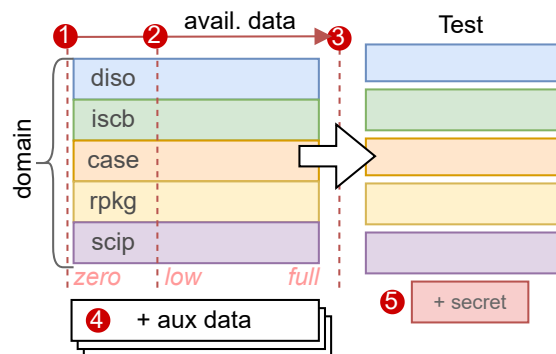 avail. data
Test
1
2
3
domain
diso
iscb
case
rpkg
scip
zero
low
full
4
+ aux data
5
+ secret